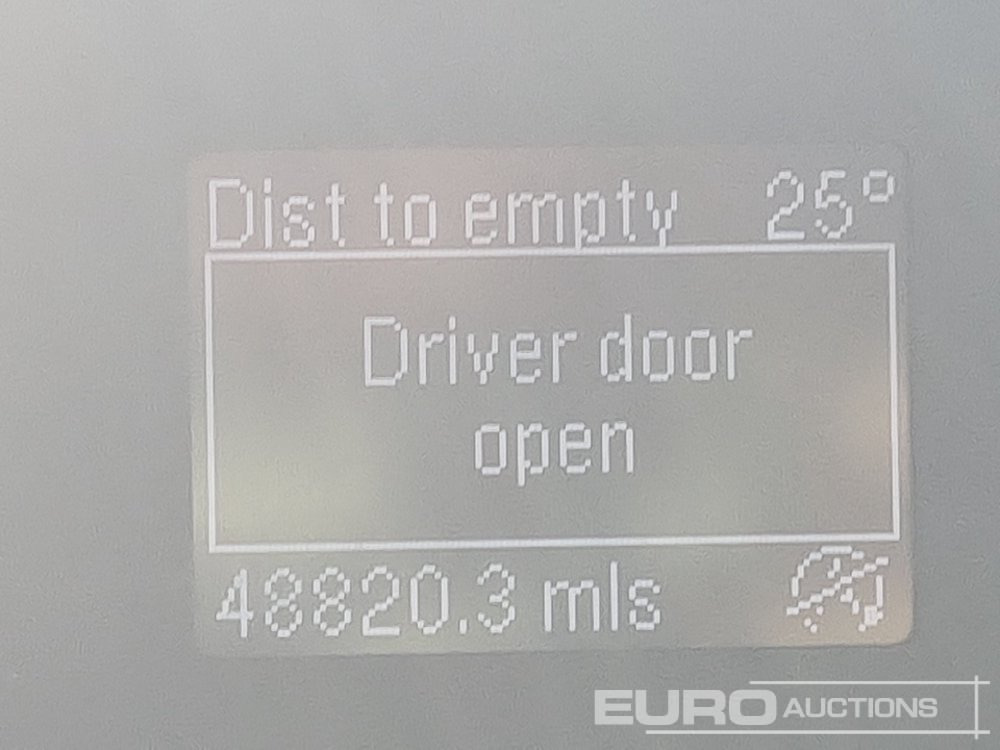 Dist to empty 25°
Driver door
open
48820.3 mls
EURO AUCTIONS